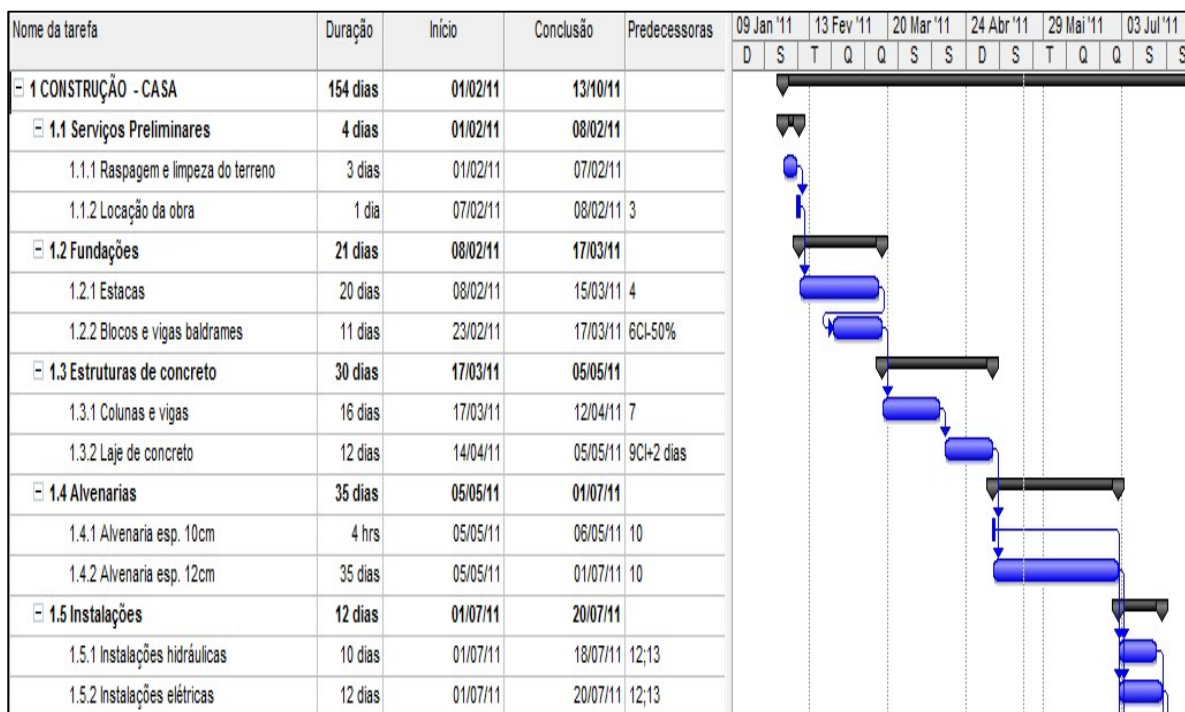 Nome da tarefa Duração Início Conclusão Predecessoras 09 Jan '11 13 Fev '11 20 Mar '11 24 Abr '11 29 Mai '11 03 Jul '11
D S T Q Q S S D S T Q Q S S
1 CONSTRUÇÃO - CASA 154 dias 01/02/11 13/10/11
1.1 Serviços Preliminares 4 dias 01/02/11 08/02/11
1.1.1 Raspagem e limpeza do terreno 3 dias 01/02/11 07/02/11
1.1.2 Locação da obra 1 dia 07/02/11 08/02/11 3
1.2 Fundações 21 dias 08/02/11 17/03/11
1.2.1 Estacas 20 dias 08/02/11 15/03/11 4
1.2.2 Blocos e vigas baldrames 11 dias 23/02/11 17/03/11 6CI-50%
1.3 Estruturas de concreto 30 dias 17/03/11 05/05/11
1.3.1 Colunas e vigas 16 dias 17/03/11 12/04/11 7
1.3.2 Laje de concreto 12 dias 14/04/11 05/05/11 9CI+2 dias
1.4 Alvenarias 35 dias 05/05/11 01/07/11
1.4.1 Alvenaria esp. 10cm 4 hrs 05/05/11 06/05/11 10
1.4.2 Alvenaria esp. 12cm 35 dias 05/05/11 01/07/11 10
1.5 Instalações 12 dias 01/07/11 20/07/11
1.5.1 Instalações hidráulicas 10 dias 01/07/11 18/07/11 12;13
1.5.2 Instalações elétricas 12 dias 01/07/11 20/07/11 12;13